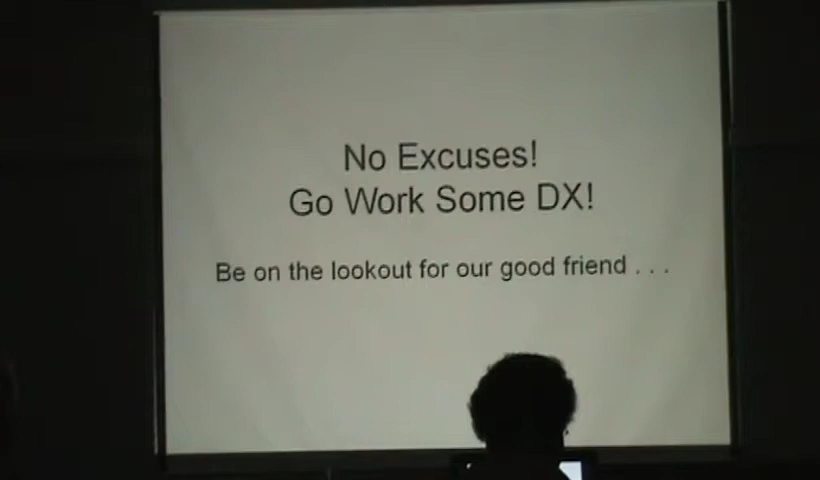 No Excuses!
Go Work Some DX!
Be on the lookout for our good friend . . .